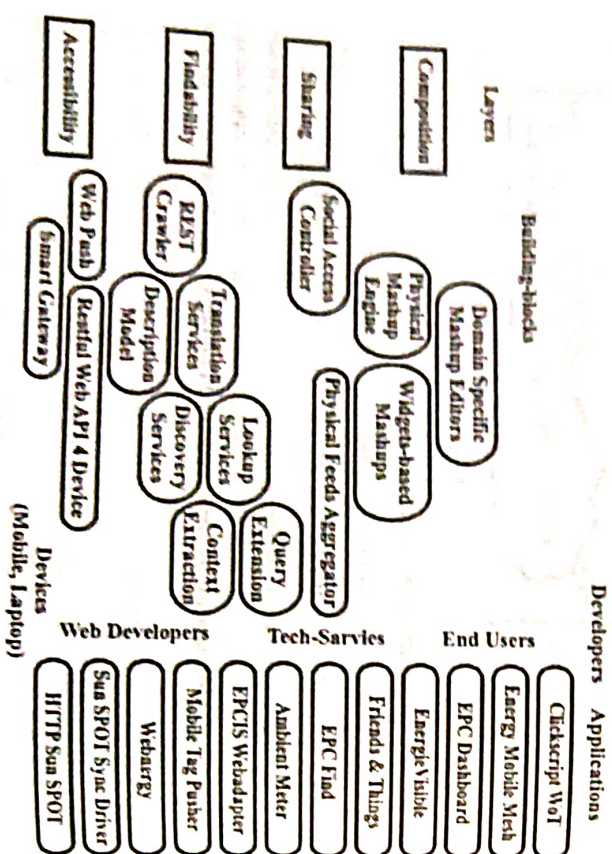 Layers
Building-blocks
Developers
Applications
Composition
Domain Specific
Mashup Editors
Physical
Mashup
Engine
Widgets-based
Mashups
End Users
Clickscript WoT
Energy Mobile Mesh
EPC Dashboard
EnergieVisible
Sharing
Social Access
Controller
Physical Feeds Aggregator
Tech-Sarvies
Friends & Things
EPC Find
Ambient Meter
Findability
REST
Crawler
Translation
Services
Description
Model
Lookup
Services
Discovery
Services
Query
Extension
Context
Extraction
Web Developers
EPCIS Webadapter
Mobile Tag Pusher
Webnergy
Accessibility
Web Push
Restful Web API 4 Device
Smart Gateway
Devices
(Mobile, Laptop)
Sun SPOT Sync Driver
HTTP Sun SPOT